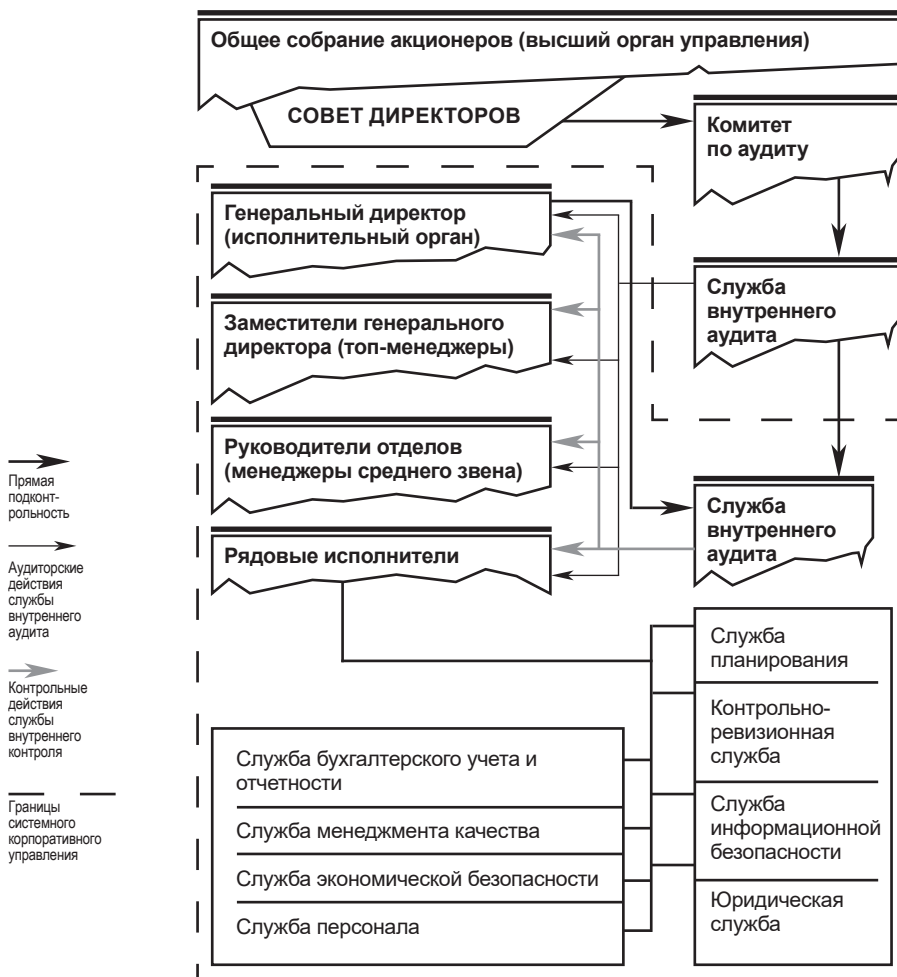 Общее собрание акционеров (высший орган управления)
СОВЕТ ДИРЕКТОРОВ
Комитет
по аудиту
Генеральный директор
(исполнительный орган)
Служба
внутреннего
аудита
Заместители генерального
директора (топ-менеджеры)
Руководители отделов
(менеджеры среднего звена)
Служба
внутреннего
аудита
Рядовые исполнители
Прямая
подконт-
рольность
Аудиторские
действия
службы
внутреннего
аудита
Контрольные
действия
службы
внутреннего
контроля
Границы
системного
корпоративного
управления
Служба
планирования
Контрольно-
ревизионная
служба
Служба
информационной
безопасности
Юридическая
служба
Служба бухгалтерского учета и
отчетности
Служба менеджмента качества
Служба экономической безопасности
Служба персонала